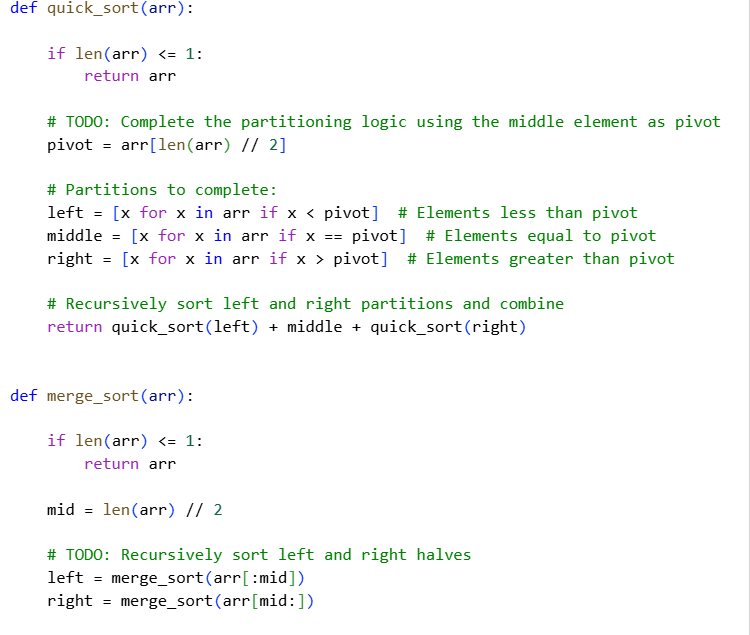 def quick_sort(arr):
    if len(arr) <= 1:
        return arr
    # TODO: Complete the partitioning logic using the middle element as pivot
    pivot = arr[len(arr) // 2]
    # Partitions to complete:
    left = [x for x in arr if x < pivot]  # Elements less than pivot
    middle = [x for x in arr if x == pivot]  # Elements equal to pivot
    right = [x for x in arr if x > pivot]  # Elements greater than pivot
    # Recursively sort left and right partitions and combine
    return quick_sort(left) + middle + quick_sort(right)
def merge_sort(arr):
    if len(arr) <= 1:
        return arr
    mid = len(arr) // 2
    # TODO: Recursively sort left and right halves
    left = merge_sort(arr[:mid])
    right = merge_sort(arr[mid:])